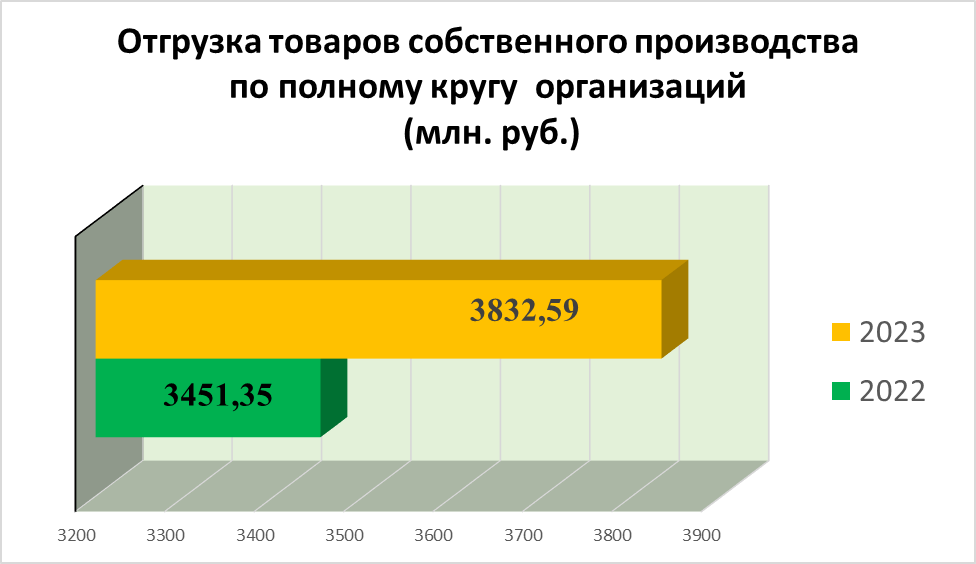 Отгрузка товаров собственного производства
по полному кругу  организаций
(млн. руб.)
3832,59
3451,35
2023
2022
3200 3300 3400 3500 3600 3700 3800 3900